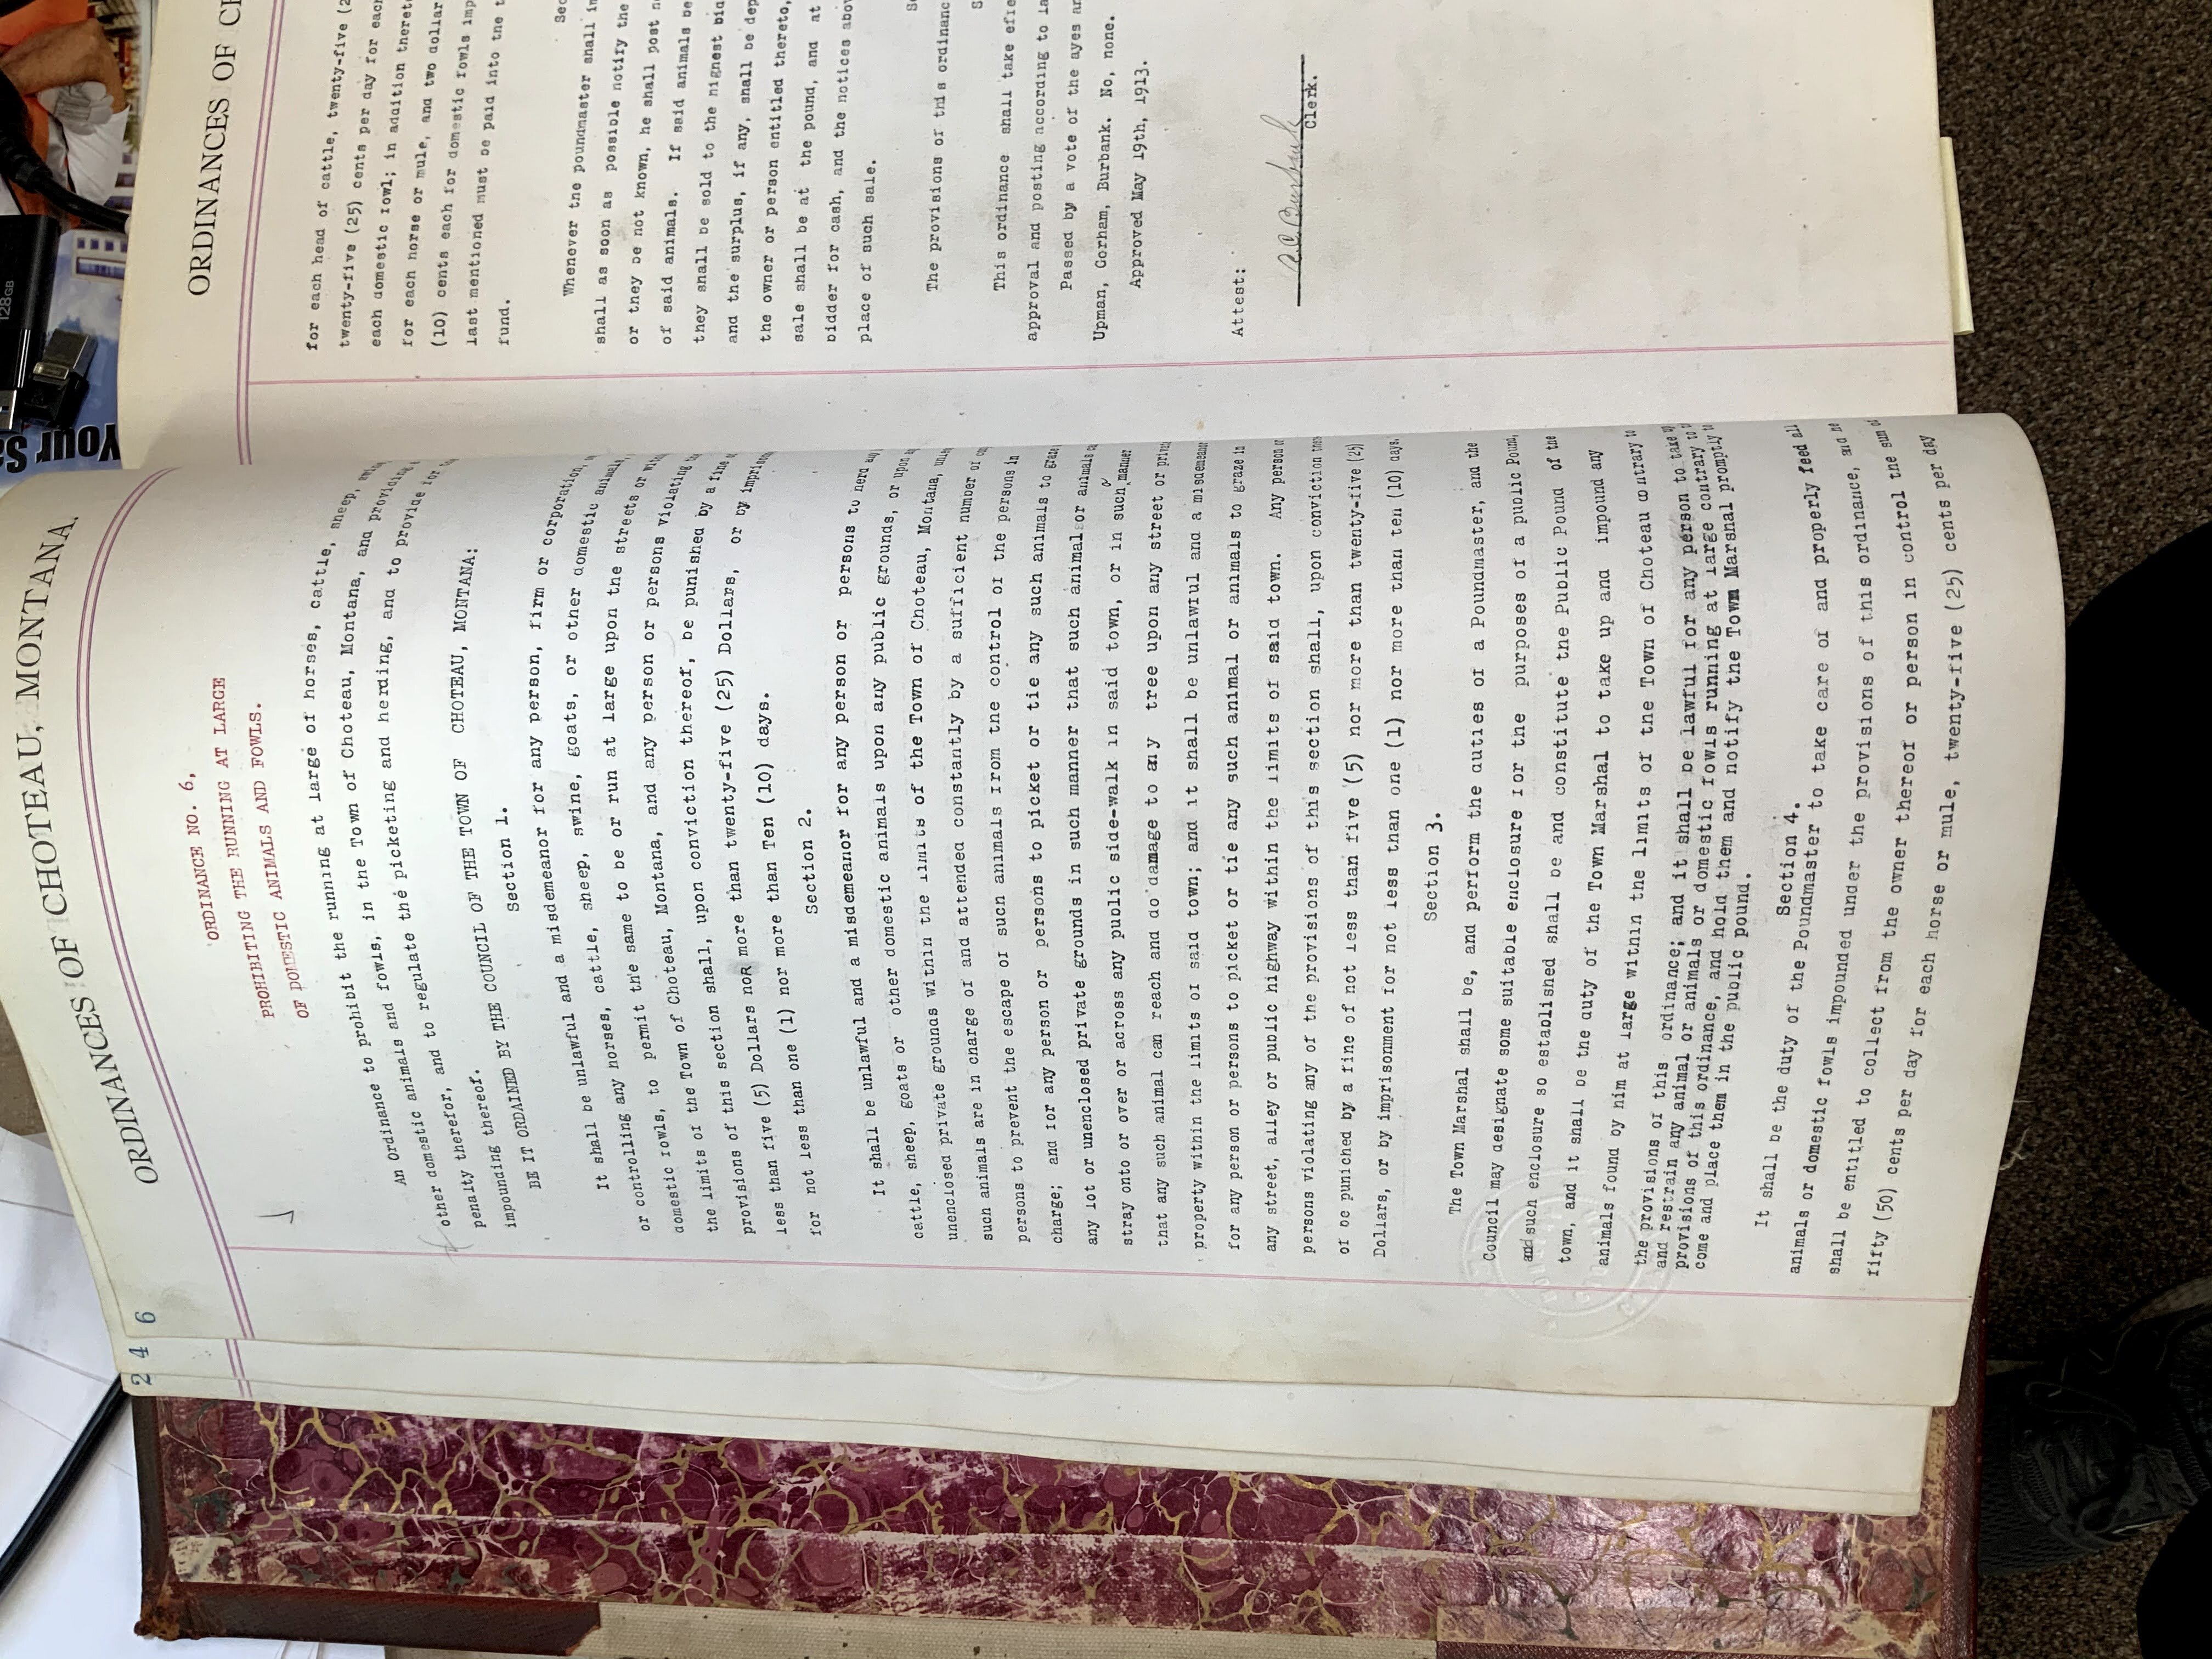 128GB
Your Sa
2 4 6
ORDINANCES OF CHOTEAU, MONTANA.
ORDINANCE NO. 6,
PROHIBITING THE RUNNING AT LARGE
OF DOMESTIC ANIMALS AND FOWLS.
An Ordinance to prohibit the running at large of horses, cattle, sheep, swine
other domestic animals and fowls, in the Town of Choteau, Montana, and providing
penalty therefor, and to regulate the picketing and herding, and to provide for the
impounding thereof.
BE IT ORDAINED BY THE COUNCIL OF THE TOWN OF CHOTEAU, MONTANA:
Section 1.
It shall be unlawful and a misdemeanor for any person, firm or corporation,
or controlling any horses, cattle, sheep, swine, goats, or other domestic animals,
domestic fowls, to permit the same to be or run at large upon the streets or with
the limits of the Town of Choteau, Montana, and any person or persons violating the
provisions of this section shall, upon conviction thereof, be punished by a fine of
less than five (5) Dollars noR more than twenty-five (25) Dollars, or by imprison
for not less than one (1) nor more than Ten (10) days.
Section 2.
It shall be unlawful and a misdemeanor for any person or persons to herd any
cattle, sheep, goats or other domestic animals upon any public grounds, or upon
unenclosed private grounds within the limits of the Town of Choteau, Montana, unless
such animals are in charge of and attended constantly by a sufficient number of
persons to prevent the escape of such animals from the control of the persons in
charge; and for any person or persons to picket or tie any such animals to graze
any lot or unenclosed private grounds in such manner that such animal or animals
stray onto or over or across any public side-walk in said town, or in such a manner
that any such animal can reach and do damage to any tree upon any street or private
property within the limits of said town; and it shall be unlawful and a misdemeanor
for any person or persons to picket or tie any such animal or animals to graze in
any street, alley or public highway within the limits of said town. Any person or
persons violating any of the provisions of this section shall, upon conviction there
of be puniched by a fine of not less than five (5) nor more than twenty-five (25)
Dollars, or by imprisonment for not less than one (1) nor more than ten (10) days.
Section 3.
The Town Marshal shall be, and perform the duties of a Poundmaster, and the
Council may designate some suitable enclosure for the purposes of a public Pound,
and such enclosure so established shall be and constitute the Public Pound of the
town, and it shall be the duty of the Town Marshal to take up and impound any
animals found by him at large within the limits of the Town of Choteau contrary to
the provisions of this ordinance; and it shall be lawful for any person to take up
and restrain any animal or animals or domestic fowls running at large contrary to
provisions of this ordinance, and hold them and notify the Town Marshal promptly to
come and place them in the public pound.
Section 4.
It shall be the duty of the Poundmaster to take care of and properly feed all
animals or domestic fowls impounded under the provisions of this ordinance, and he
shall be entitled to collect from the owner thereof or person in control the sum of
fifty (50) cents per day for each horse or mule, twenty-five (25) cents per day
ORDINANCES OF CH
for each head of cattle, twenty-five (2
twenty-five (25) cents per day for each
each domestic fowl; in addition theret
for each horse or mule, and two dollar
(10) cents each for domestic fowls imp
last mentioned must be paid into the t
fund.
Sec
Whenever the poundmaster shall im
shall as soon as possible notify the
or they be not known, he shall post n
of said animals. If said animals be
they shall be sold to the highest bid
and the surplus, if any, shall be dep
the owner or person entitled thereto,
sale shall be at the pound, and at
bidder for cash, and the notices abov
place of such sale.
Se
The provisions of this ordinanc
S
This ordinance shall take effe
approval and posting according to la
Passed by a vote of the ayes an
Upman, Gorham, Burbank. No, none.
Approved May 19th, 1913.
Attest:
Burbank
Clerk.